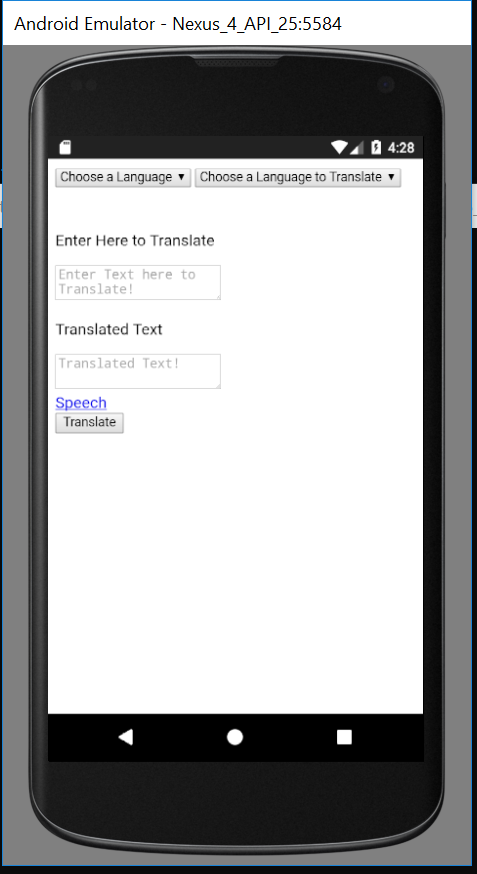 Android Emulator - Nexus_4_API_25:5584
4:28
Choose a Language ▼ Choose a Language to Translate ▼
Enter Here to Translate
Enter Text here to
Translate!
Translated Text
Translated Text!
Speech
Translate